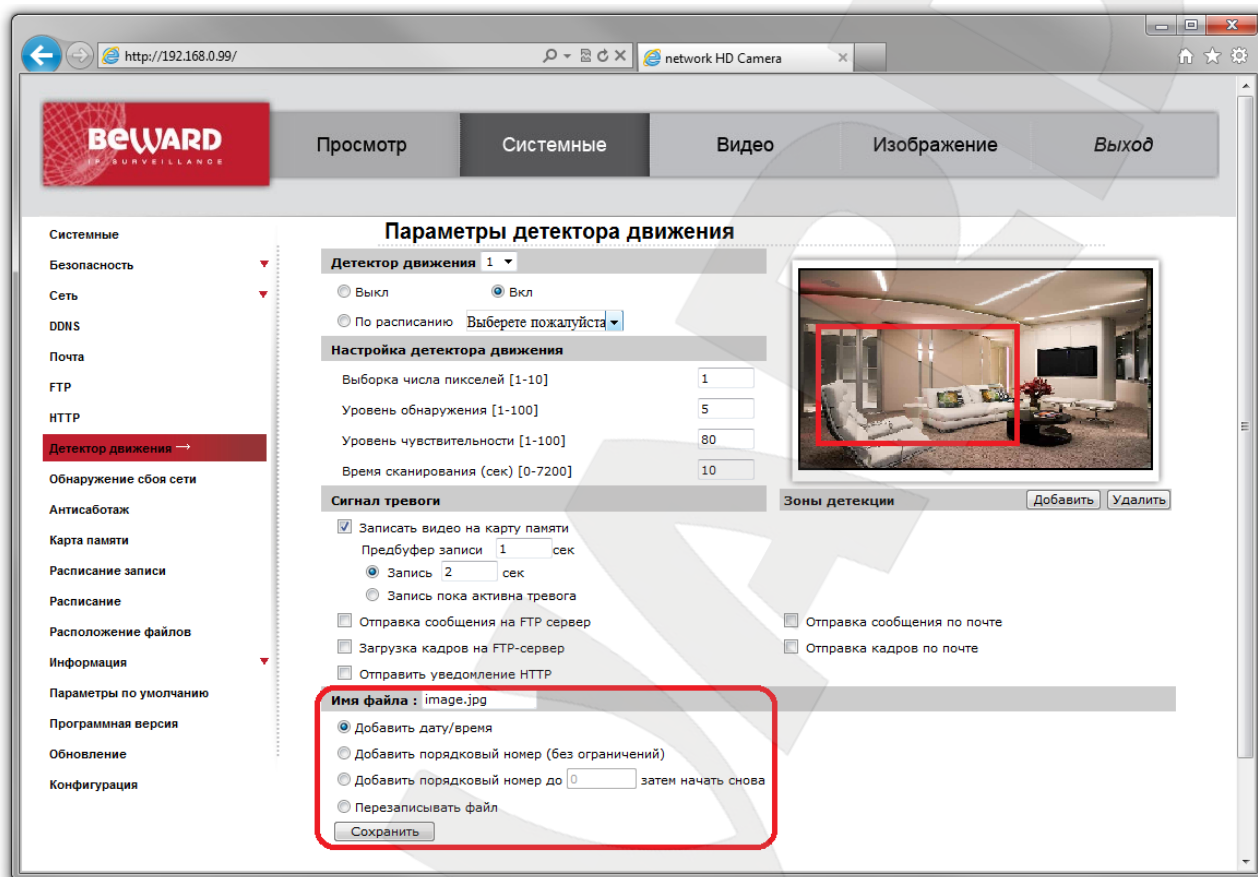 http://192.168.0.99/
network HD Camera
BEWARD
IP SURVEILLANCE
Просмотр
Системные
Видео
Изображение
Выход
Системные
Безопасность
Сеть
DDNS
Почта
FTP
HTTP
Детектор движения →
Обнаружение сбоя сети
Антисаботаж
Карта памяти
Расписание записи
Расписание
Расположение файлов
Информация
Параметры по умолчанию
Программная версия
Обновление
Конфигурация
Параметры детектора движения
Детектор движения 1
Выкл Вкл
По расписанию Выберете пожалуйста
Настройка детектора движения
Выборка числа пикселей [1-10] 1
Уровень обнаружения [1-100] 5
Уровень чувствительности [1-100] 80
Время сканирования (сек) [0-7200] 10
Сигнал тревоги
Зоны детекции Добавить Удалить
Записать видео на карту памяти
Предбуфер записи 1 сек
Запись 2 сек
Запись пока активна тревога
Отправка сообщения на FTP сервер
Отправка сообщения по почте
Загрузка кадров на FTP-сервер
Отправка кадров по почте
Отправить уведомление HTTP
Имя файла : image.jpg
Добавить дату/время
Добавить порядковый номер (без ограничений)
Добавить порядковый номер до 0 затем начать снова
Перезаписывать файл
Сохранить